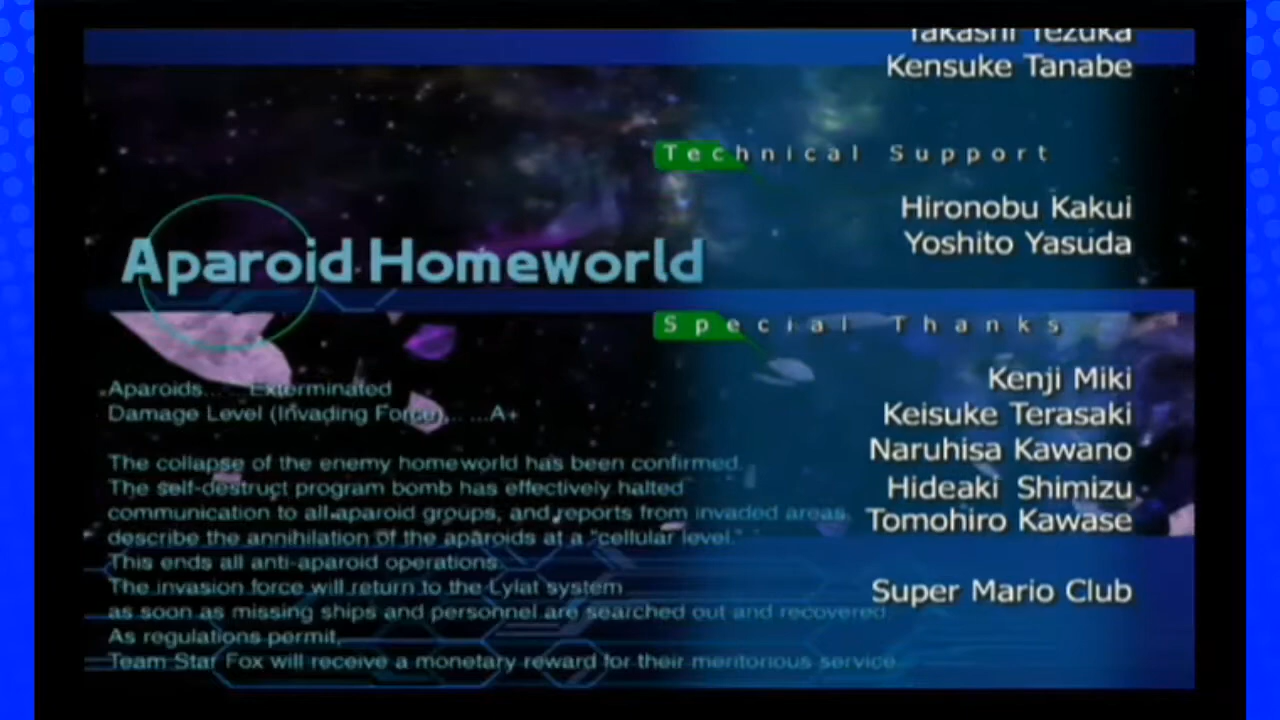 Takashi Tezuka
Kensuke Tanabe
Technical Support
Hironobu Kakui
Yoshito Yasuda
Aparoid Homeworld
Special Thanks
Kenji Miki
Keisuke Terasaki
Naruhisa Kawano
Hideaki Shimizu
Tomohiro Kawase
Super Mario Club
Aparoids... ...Exterminated
Damage Level (Invading Force)... ...A+
The collapse of the enemy homeworld has been confirmed.
The self-destruct program bomb has effectively halted
communication to all aparoid groups, and reports from invaded areas
describe the annihilation of the aparoids at a "cellular level."
This ends all anti-aparoid operations.
The invasion force will return to the Lylat system
as soon as missing ships and personnel are searched out and recovered.
As regulations permit,
Team Star Fox will receive a monetary reward for their meritorious service.